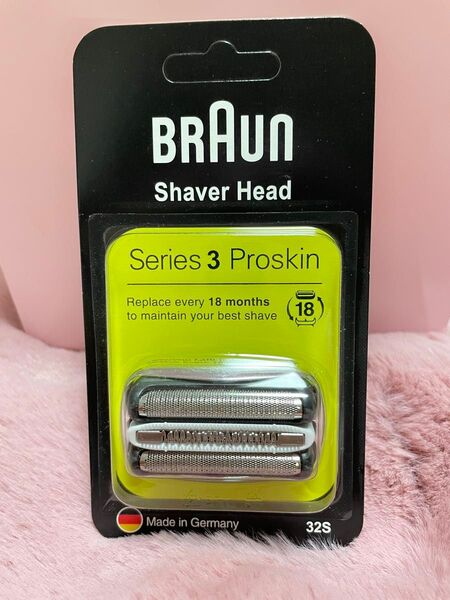 BRAUN
Shaver Head
Series 3 Proskin
Replace every 18 months
to maintain your best shave
18
Made in Germany
32S